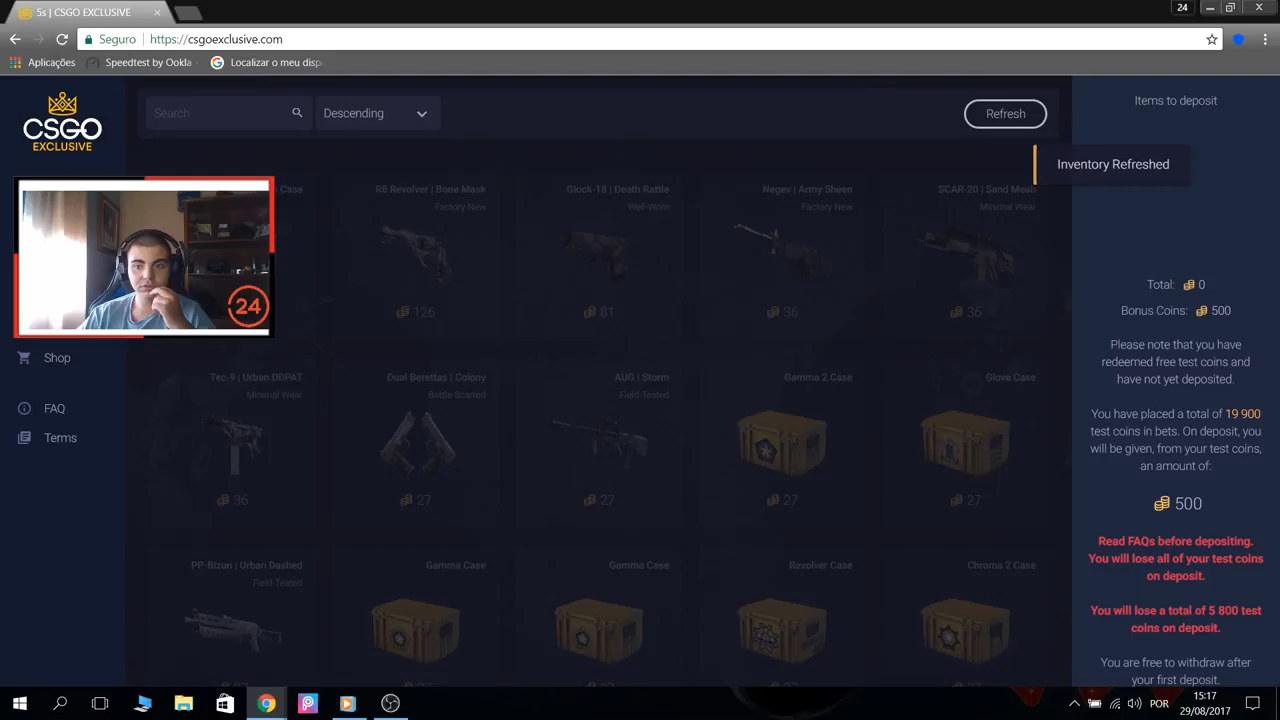 5s | CSGO EXCLUSIVE
24
Seguro
https://csgoexclusive.com
Aplicações
Speedtest by Ookla
Localizar o meu disp
CSGO
EXCLUSIVE
Search
Descending
Refresh
Items to deposit
Inventory Refreshed
Case
R8 Revolver | Bone Mask
Factory New
126
Glock-18 | Death Rattle
Well-Worn
81
Negev | Army Sheen
Factory New
36
SCAR-20 | Sand Mesh
Minimal Wear
36
24
Shop
FAQ
Terms
Tec-9 | Urban DDPAT
Minimal Wear
36
Dual Berettas | Colony
Battle-Scarred
27
AUG | Storm
Field-Tested
27
Gamma 2 Case
27
Glove Case
27
PP-Bizon | Urban Dashed
Field-Tested
Gamma Case
Gamma Case
Revolver Case
Chroma 2 Case
Total: 0
Bonus Coins: 500
Please note that you have
redeemed free test coins and
have not yet deposited.
You have placed a total of 19 900
test coins in bets. On deposit, you
will be given, from your test coins,
an amount of:
500
Read FAQs before depositing.
You will lose all of your test coins
on deposit.
You will lose a total of 5 800 test
coins on deposit.
You are free to withdraw after
your first deposit.
POR
15:17
29/08/2017